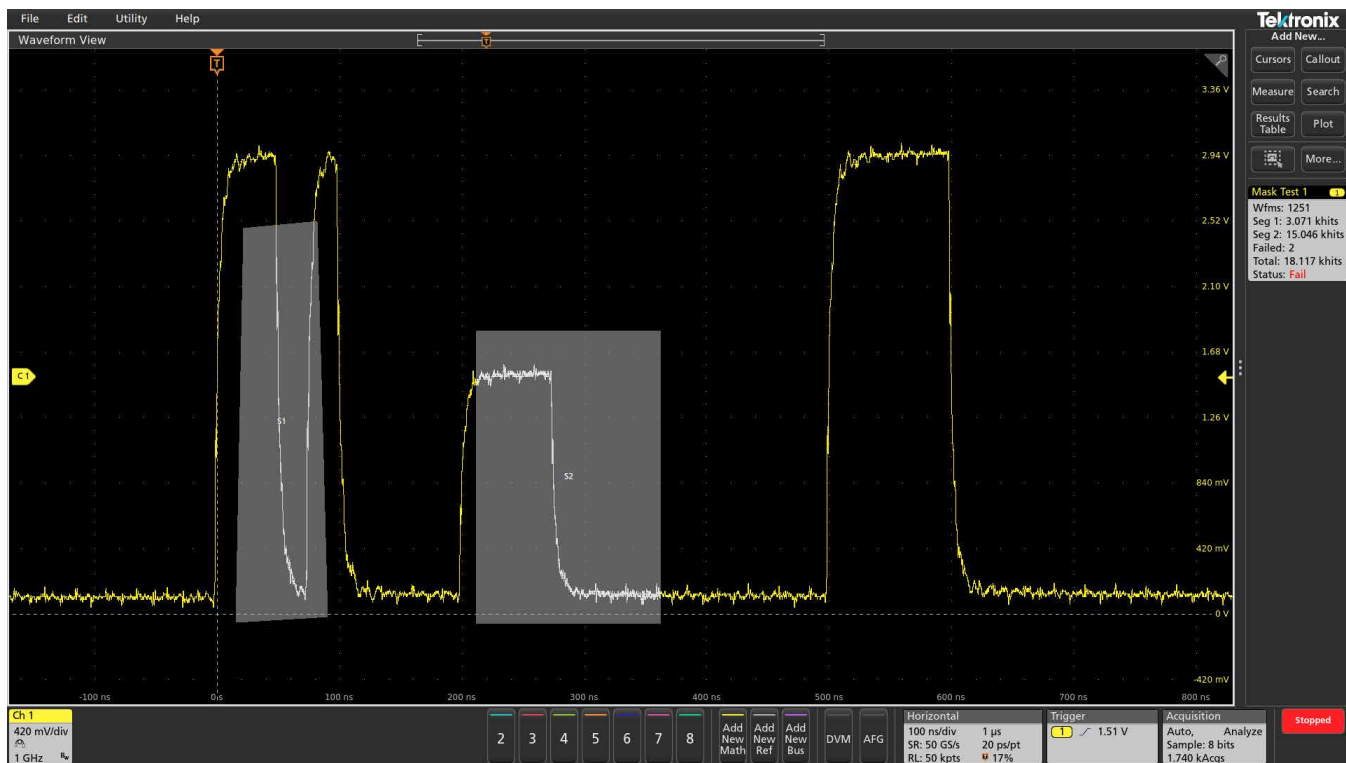 File Edit Utility Help
Tektronix
Waveform View
Add New...
T
T
Cursors Callout
Measure Search
Results Table Plot
More...
Mask Test 1 1
Wfms: 1251
Seg 1: 3.071 khits
Seg 2: 15.046 khits
Failed: 2
Total: 18.117 khits
Status: Fail
3.36 V
2.94 V
2.52 V
2.10 V
1.68 V
C1
1.26 V
S1
S2
840 mV
420 mV
0 V
-420 mV
-100 ns 0s 100 ns 200 ns 300 ns 400 ns 500 ns 600 ns 700 ns 800 ns
Ch 1
420 mV/div
1 GHz Bw
2 3 4 5 6 7 8
Add New Math
Add New Ref
Add New Bus
DVM AFG
Horizontal
100 ns/div 1 µs
SR: 50 GS/s 20 ps/pt
RL: 50 kpts 17%
Trigger
1 1.51 V
Acquisition
Auto, Analyze
Sample: 8 bits
1.740 kAcqs
Stopped